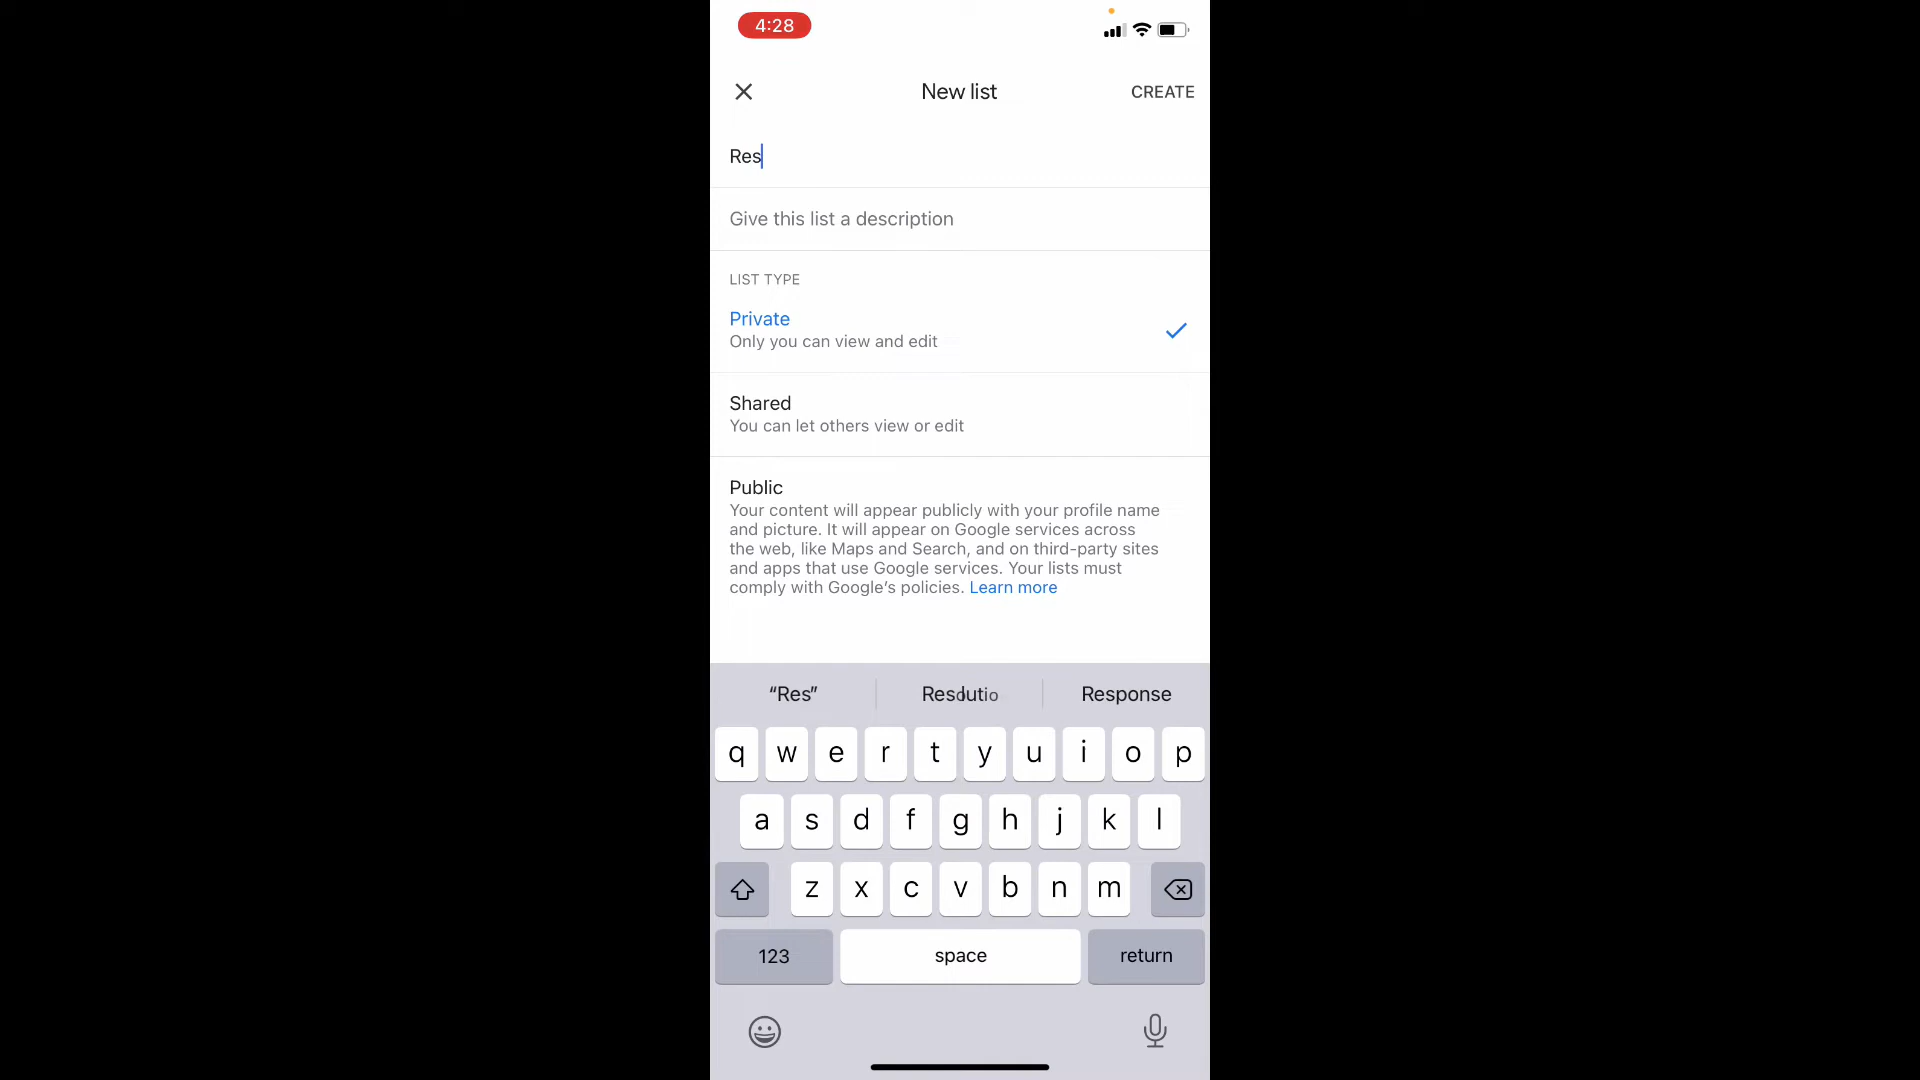 4:28
New list
CREATE
Res
Give this list a description
LIST TYPE
Private
Only you can view and edit
Shared
You can let others view or edit
Public
Your content will appear publicly with your profile name
and picture. It will appear on Google services across
the web, like Maps and Search, and on third-party sites
and apps that use Google services. Your lists must
comply with Google's policies. Learn more
"Res" Response
q w e r t y u i o p
a s d f g h j k l
z x c v b n m
123 space return